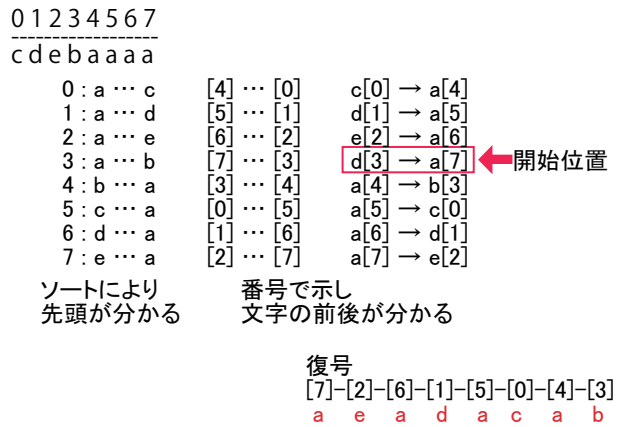 0 1 2 3 4 5 6 7
c d e b a a a a
0 : a … c [4] … [0] c[0] → a[4]
1 : a … d [5] … [1] d[1] → a[5]
2 : a … e [6] … [2] e[2] → a[6]
3 : a … b [7] … [3] d[3] → a[7] 開始位置
4 : b … a [3] … [4] a[4] → b[3]
5 : c … a [0] … [5] a[5] → c[0]
6 : d … a [1] … [6] a[6] → d[1]
7 : e … a [2] … [7] a[7] → e[2]
ソートにより 番号で示し
先頭が分かる 文字の前後が分かる
復号
[7]-[2]-[6]-[1]-[5]-[0]-[4]-[3]
a e a d a c a b